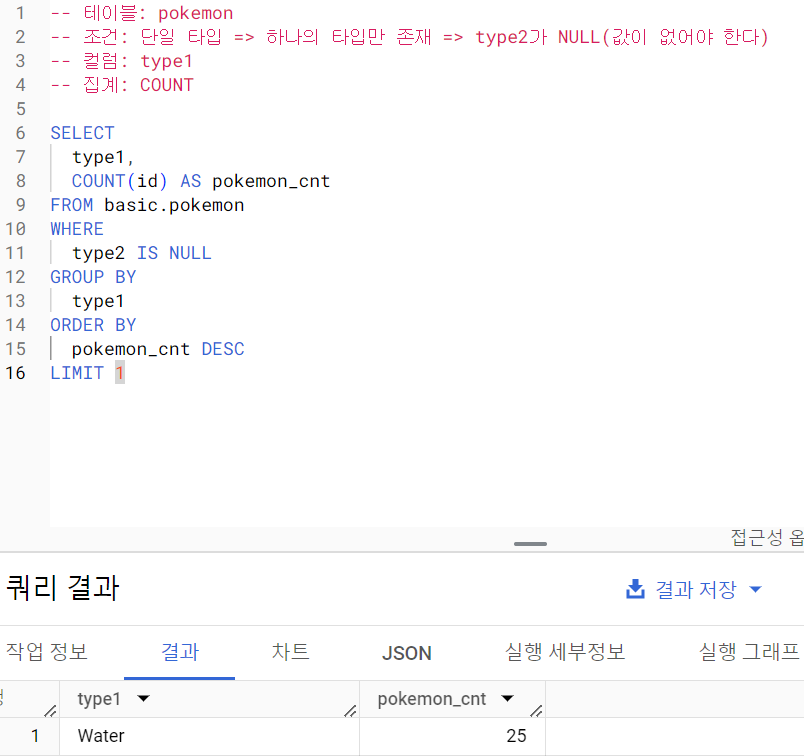 1 -- 테이블: pokemon
2 -- 조건: 단일 타입 => 하나의 타입만 존재 => type2가 NULL(값이 없어야 한다)
3 -- 컬럼: type1
4 -- 집계: COUNT
5
6 SELECT
7 type1,
8 COUNT(id) AS pokemon_cnt
9 FROM basic.pokemon
10 WHERE
11 type2 IS NULL
12 GROUP BY
13 type1
14 ORDER BY
15 pokemon_cnt DESC
16 LIMIT 1
접근성
쿼리 결과 결과 저장
작업 정보 결과 차트 JSON 실행 세부정보 실행 그래프
type1 pokemon_cnt
1 Water 25